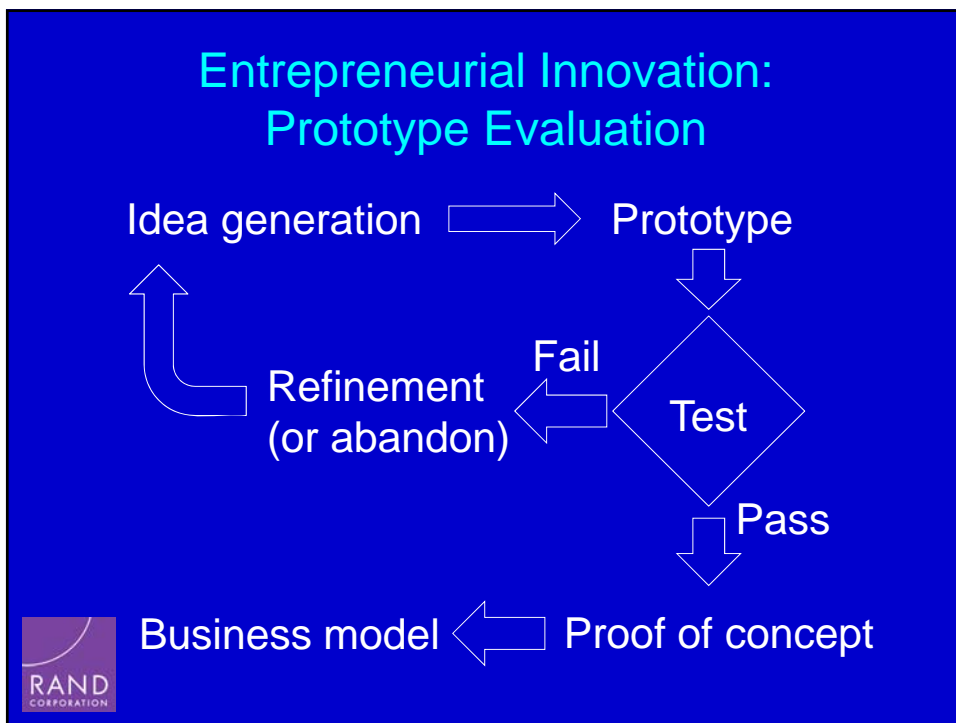 Entrepreneurial Innovation:
Prototype Evaluation
Idea generation
Prototype
Fail
Refinement
(or abandon)
Test
Pass
Business model
Proof of concept
RAND
CORPORATION